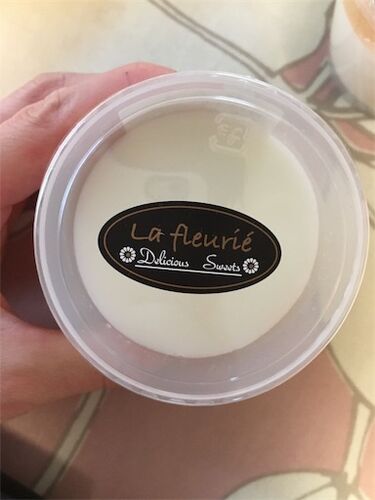 La fleurié
Delicious Sweets